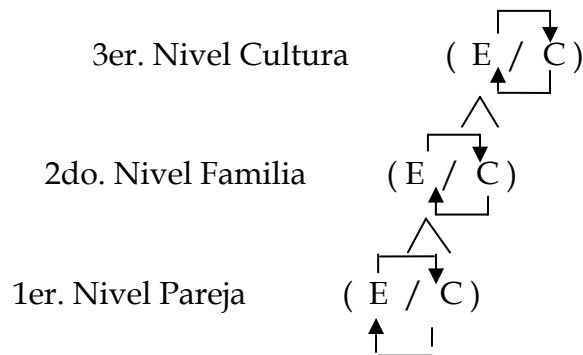 3er. Nivel Cultura ( E / C )
2do. Nivel Familia ( E / C )
1er. Nivel Pareja ( E / C )